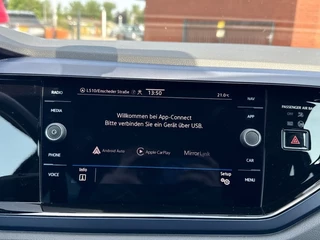 RADIO
L510/Enscheder Straße
13:50
21.0°C
NAV
MEDIA
PASSENGER AIR BAG
Willkommen bei App-Connect
Bitte verbinden Sie ein Gerät über USB.
APP
Android Auto
Apple CarPlay
MirrorLink
PHONE
CAR
VOICE
Info
Setup
MENU